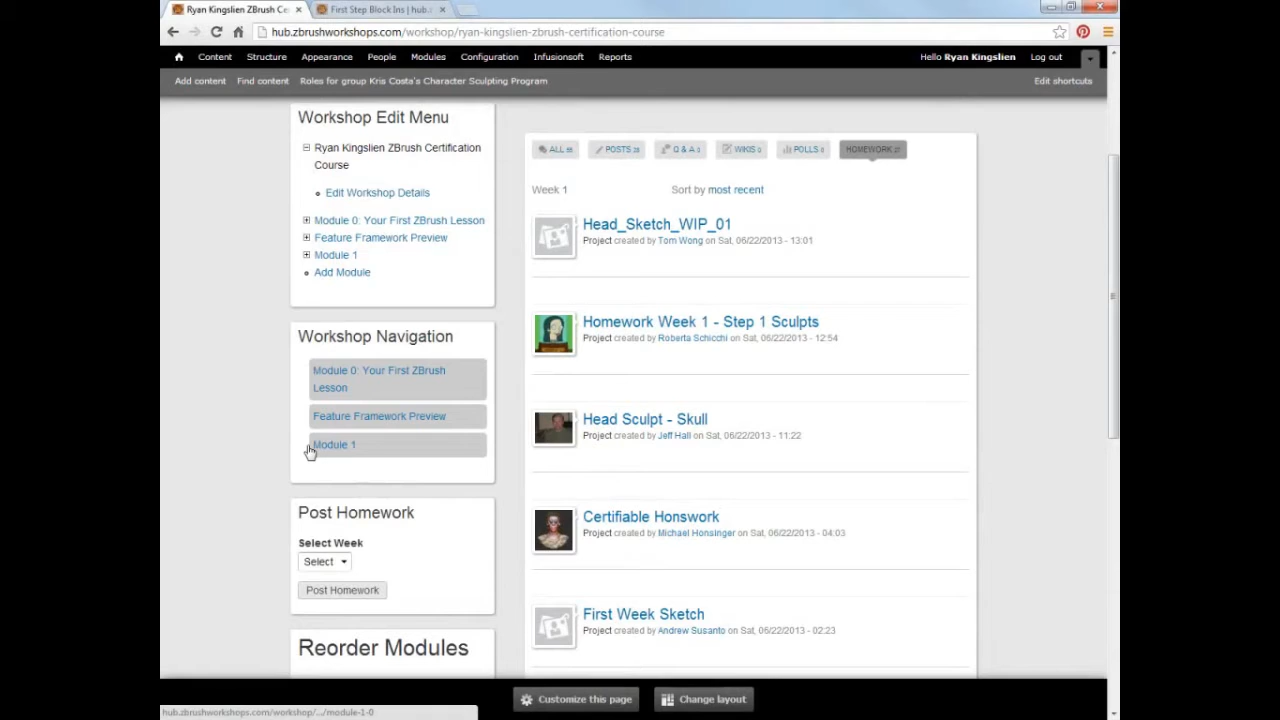 Ryan Kingslien ZBrush Ce
First Step Block Ins | hub.z
hub.zbrushworkshops.com/workshop/ryan-kingslien-zbrush-certification-course
Content Structure Appearance People Modules Configuration Infusionsoft Reports Hello Ryan Kingslien Log out
Add content Find content Roles for group Kris Costa's Character Sculpting Program Edit shortcuts
Workshop Edit Menu
Ryan Kingslien ZBrush Certification
Course
Edit Workshop Details
Module 0: Your First ZBrush Lesson
Feature Framework Preview
Module 1
Add Module
Workshop Navigation
Module 0: Your First ZBrush
Lesson
Feature Framework Preview
Module 1
Post Homework
Select Week
Select
Post Homework
Reorder Modules
ALL POSTS Q & A WIKIS 0 POLLS 0 HOMEWORK
Week 1 Sort by most recent
Head_Sketch_WIP_01
Project created by Tom Wong on Sat, 06/22/2013 - 13:01
Homework Week 1 - Step 1 Sculpts
Project created by Roberta Schicchi on Sat, 06/22/2013 - 12:54
Head Sculpt - Skull
Project created by Jeff Hall on Sat, 06/22/2013 - 11:22
Certifiable Honswork
Project created by Michael Honsinger on Sat, 06/22/2013 - 04:03
First Week Sketch
Project created by Andrew Susanto on Sat, 06/22/2013 - 02:23
Customize this page Change layout
hub.zbrushworkshops.com/workshop/.../module-1-0